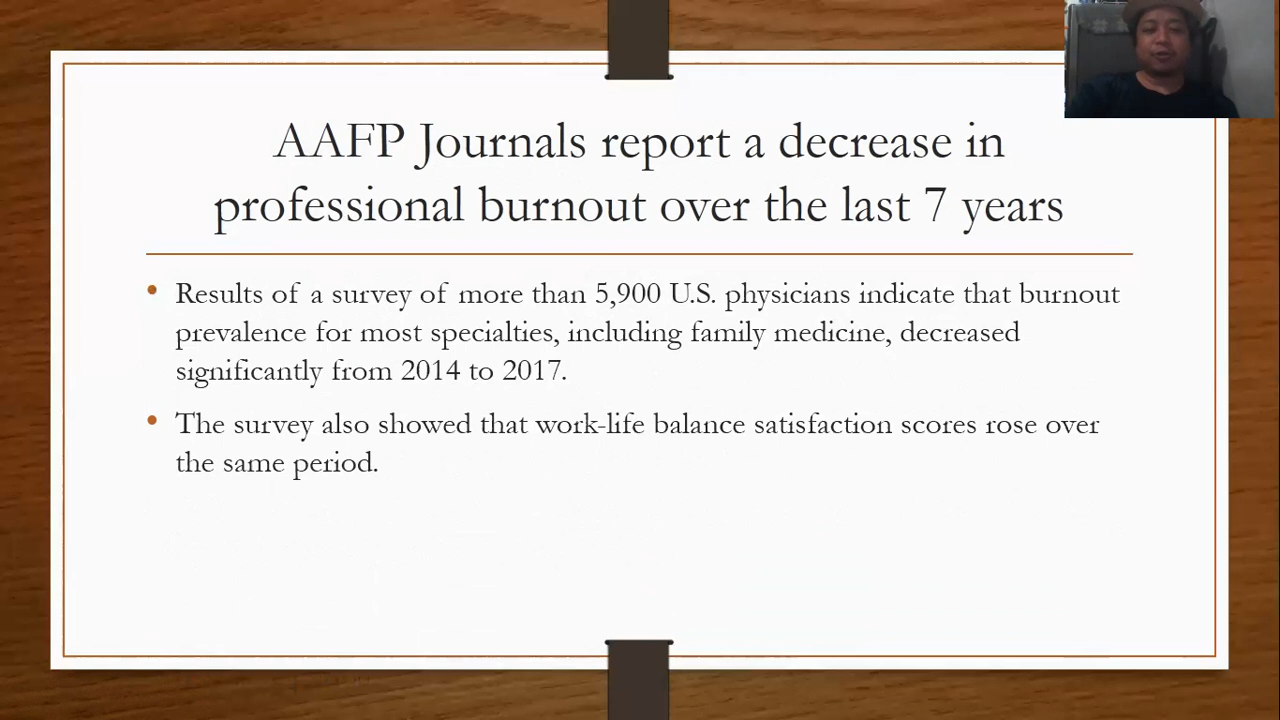 AAFP Journals report a decrease in
professional burnout over the last 7 years
• Results of a survey of more than 5,900 U.S. physicians indicate that burnout
prevalence for most specialties, including family medicine, decreased
significantly from 2014 to 2017.
• The survey also showed that work-life balance satisfaction scores rose over
the same period.